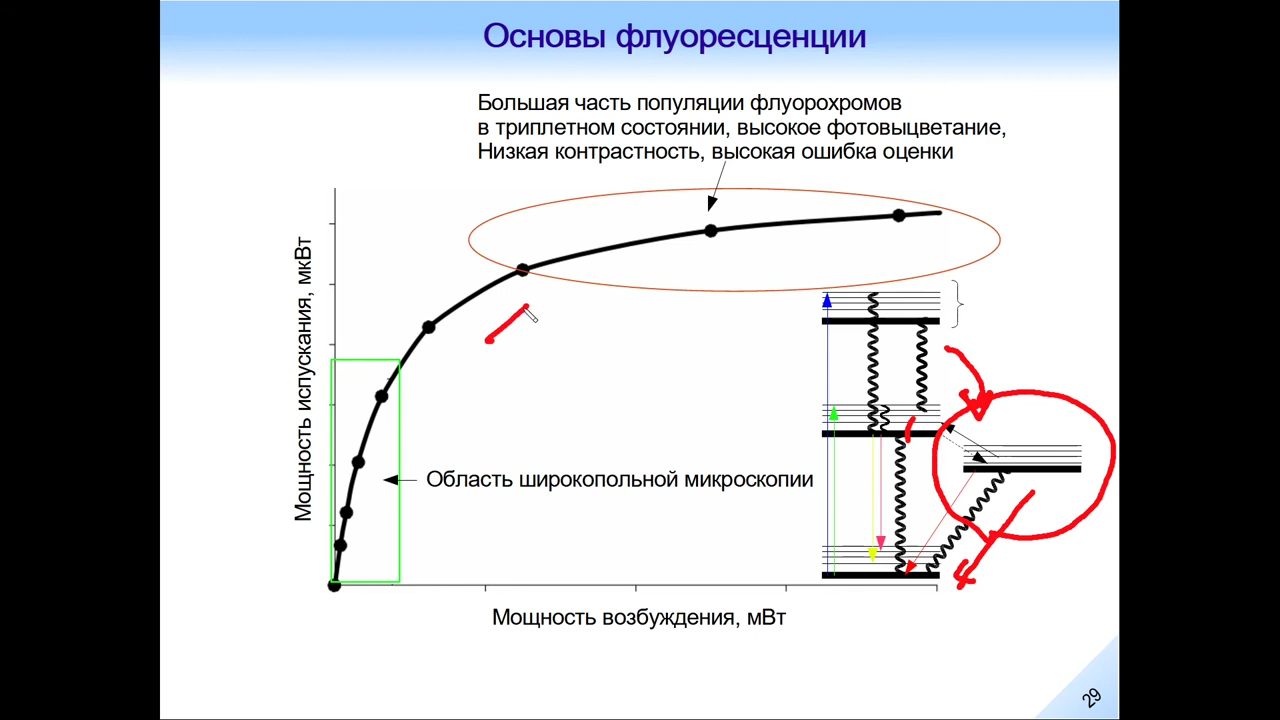 Основы флуоресценции
Большая часть популяции флуорохромов
в триплетном состоянии, высокое фотовыцветание,
Низкая контрастность, высокая ошибка оценки
Мощность испускания, мкВт
Область широкопольной микроскопии
Мощность возбуждения, мВт
29